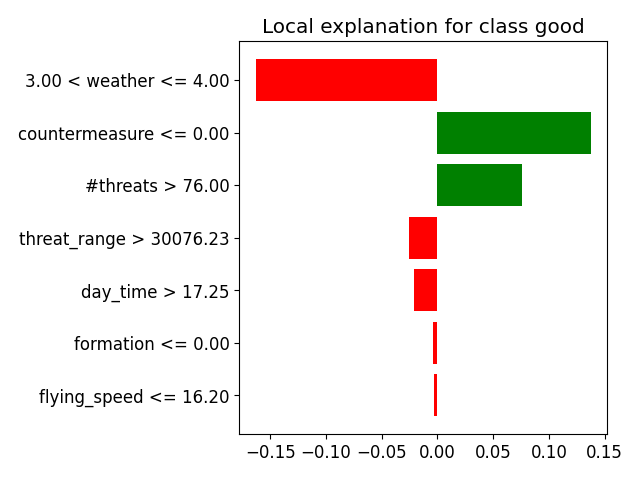 Local explanation for class good
3.00 < weather <= 4.00
countermeasure <= 0.00
#threats > 76.00
threat_range > 30076.23
day_time > 17.25
formation <= 0.00
flying_speed <= 16.20
−0.15 −0.10 −0.05 0.00 0.05 0.10 0.15